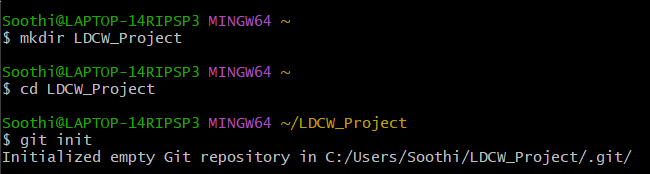 Soothi@LAPTOP-14RIPSP3 MINGW64 ~
$ mkdir LDCW_Project
Soothi@LAPTOP-14RIPSP3 MINGW64 ~
$ cd LDCW_Project
Soothi@LAPTOP-14RIPSP3 MINGW64 ~/LDCW_Project
$ git init
Initialized empty Git repository in C:/Users/Soothi/LDCW_Project/.git/